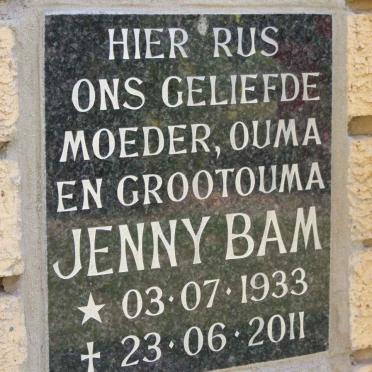 HIER RUS
ONS GELIEFDE
MOEDER, OUMA
EN GROOTOUMA
JENNY BAM
★ 03·07·1933
✝ 23·06·2011